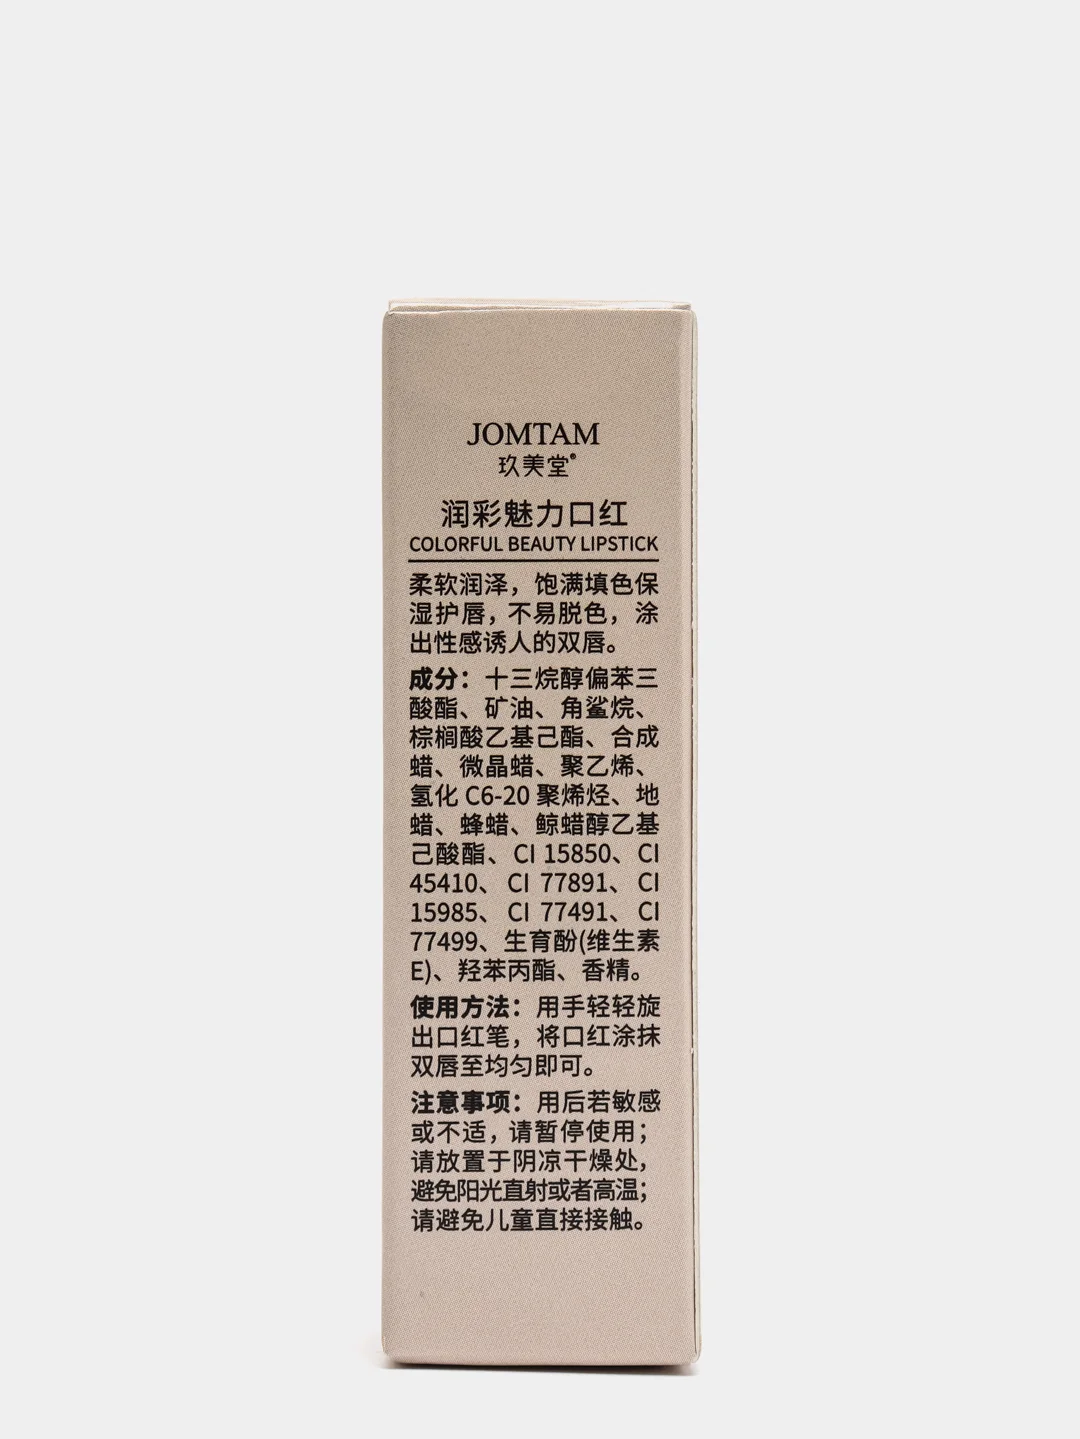 JOMTAM
玖美堂®
润彩魅力口红
COLORFUL BEAUTY LIPSTICK
柔软润泽，饱满填色保
湿护唇，不易脱色，涂
出性感诱人的双唇。
成分：十三烷醇偏苯三
酸酯、矿油、角鲨烷、
棕榈酸乙基己酯、合成
蜡、微晶蜡、聚乙烯、
氢化 C6-20 聚烯烃、地
蜡、蜂蜡、鲸蜡醇乙基
己酸酯、CI 15850、CI
45410、CI 77891、CI
15985、CI 77491、CI
77499、生育酚(维生素
E)、羟苯丙酯、香精。
使用方法：用手轻轻旋
出口红笔，将口红涂抹
双唇至均匀即可。
注意事项：用后若敏感
或不适，请暂停使用；
请放置于阴凉干燥处，
避免阳光直射或者高温；
请避免儿童直接接触。